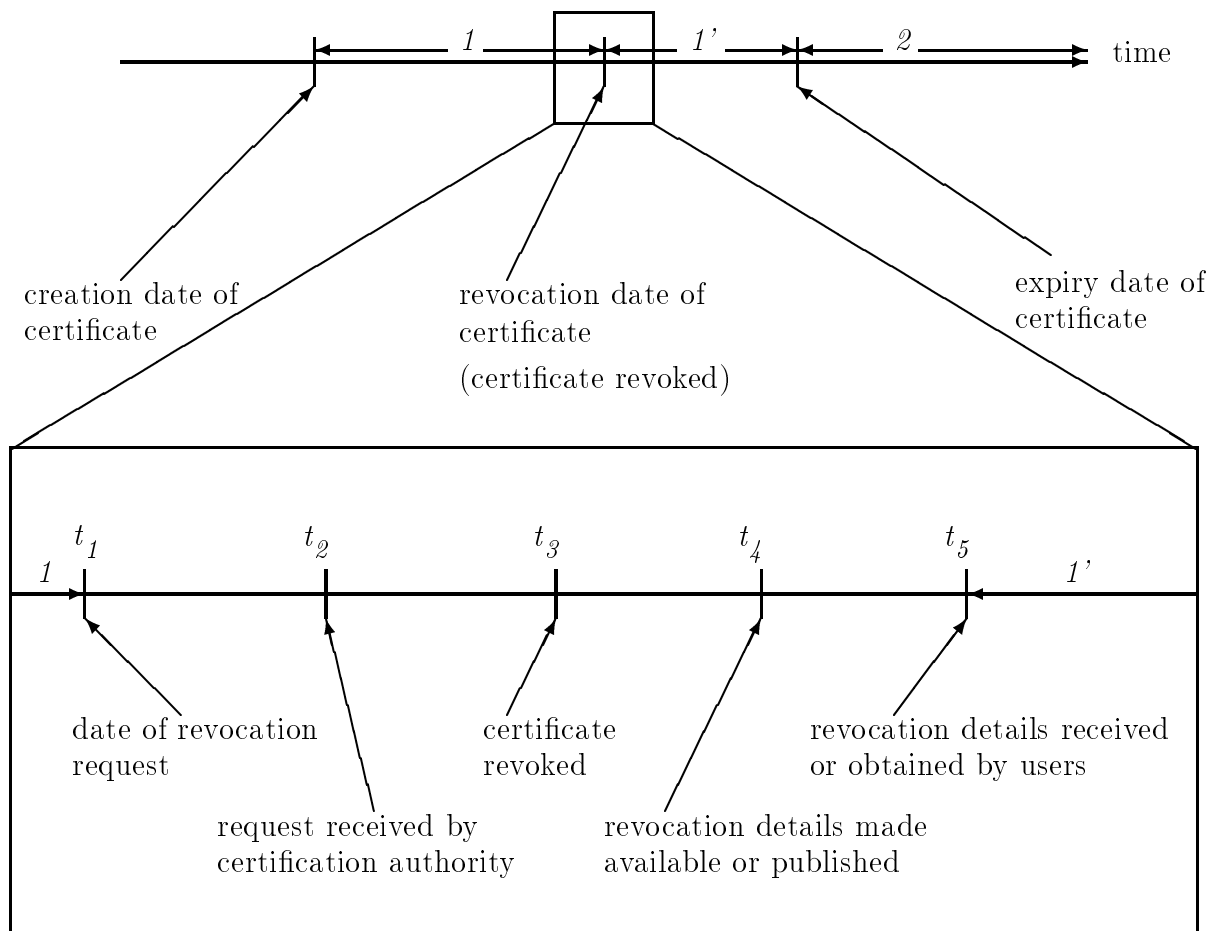 1 1' 2 time
creation date of
certificate
revocation date of
certificate
(certificate revoked)
expiry date of
certificate
t1 t2 t3 t4 t5
1 1'
date of revocation
request
certificate
revoked
revocation details received
or obtained by users
request received by
certification authority
revocation details made
available or published